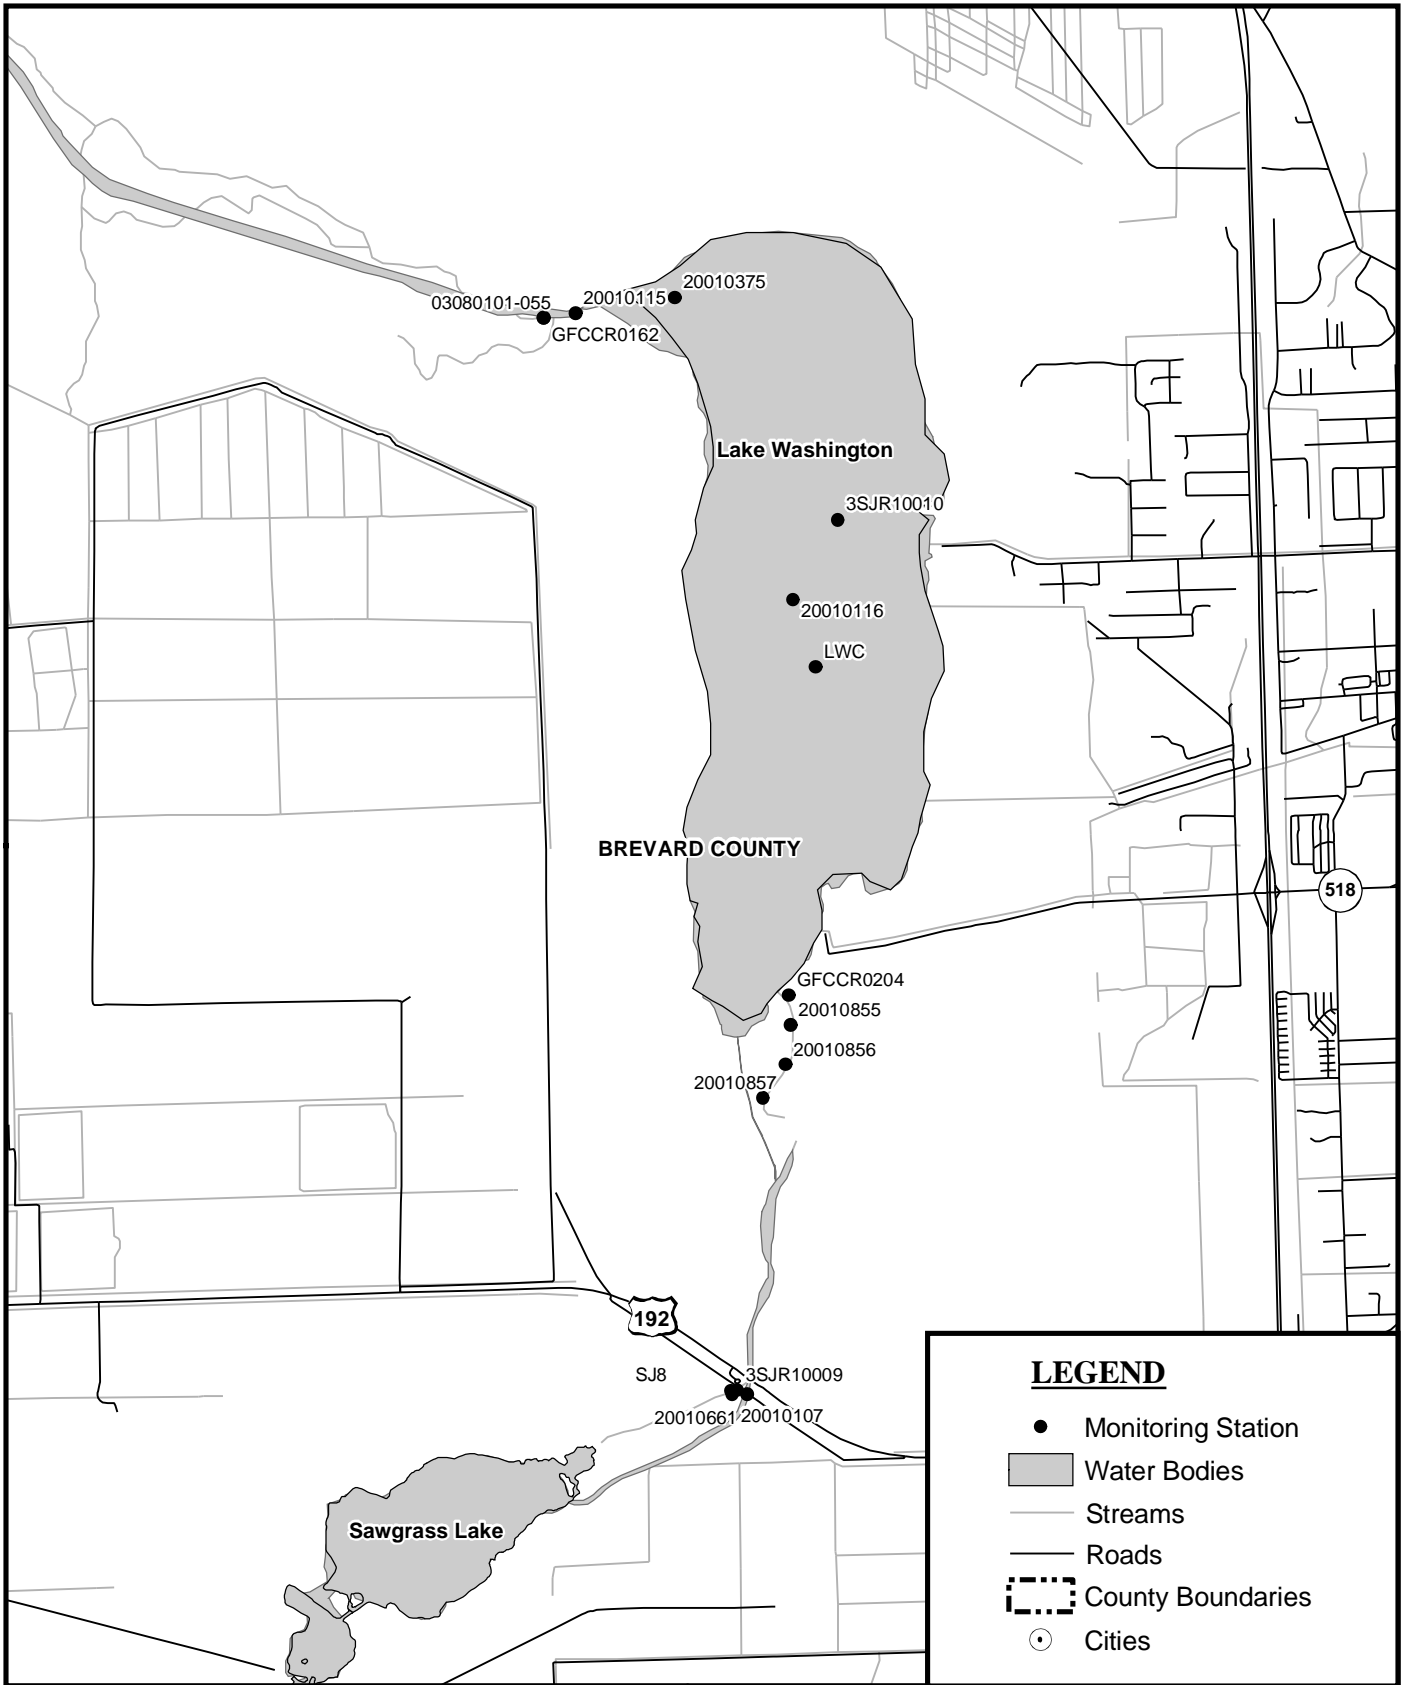 20010375
03080101-055
20010115
GFCCR0162
Lake Washington
3SJR10010
20010116
LWC
BREVARD COUNTY
518
GFCCR0204
20010855
20010856
20010857
192
SJ8
3SJR10009
20010661
20010107
Sawgrass Lake
LEGEND
Monitoring Station
Water Bodies
Streams
Roads
County Boundaries
Cities